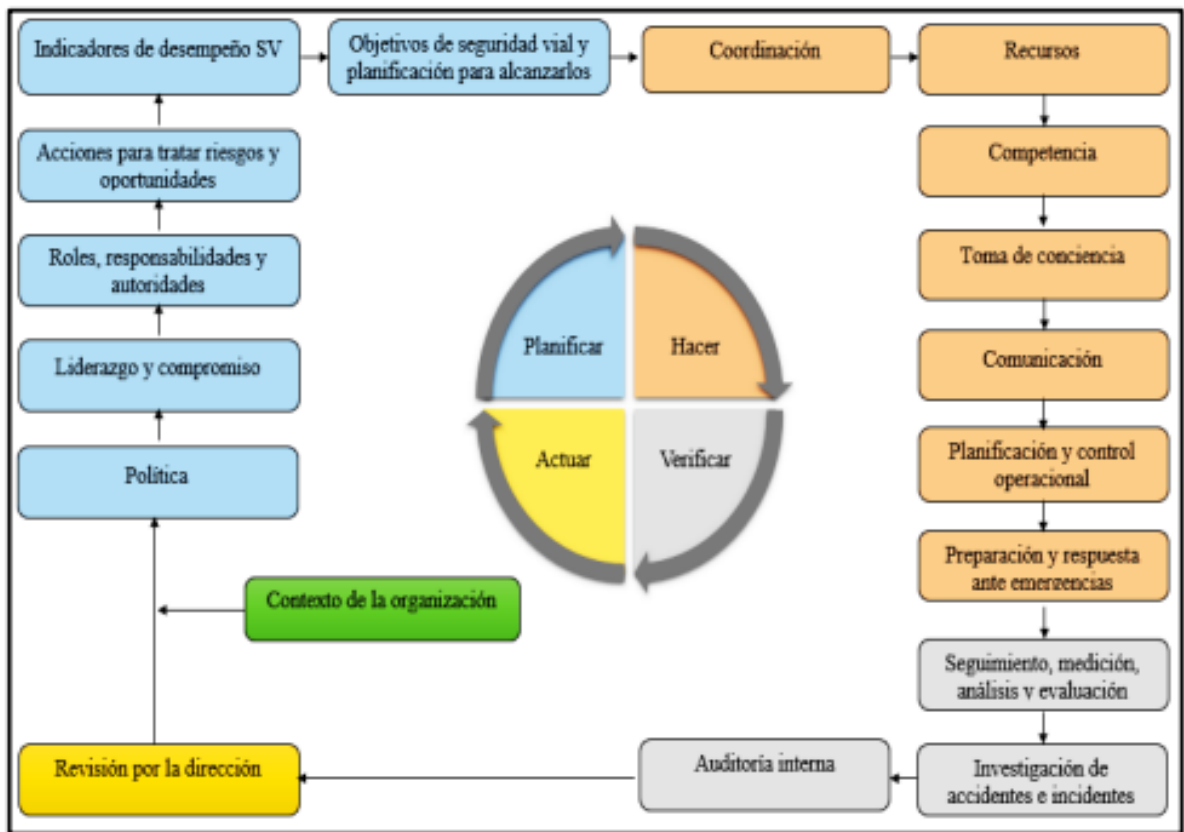 Indicadores de desempeño SV
Objetivos de seguridad vial y
planificación para alcanzarlos
Coordinación
Recursos
Acciones para tratar riesgos y
oportunidades
Competencia
Roles, responsabilidades y
autoridades
Toma de conciencia
Planificar
Hacer
Liderazgo y compromiso
Comunicación
Actuar
Verificar
Política
Planificación y control
operacional
Preparación y respuesta
ante emergencias
Contexto de la organización
Seguimiento, medición,
análisis y evaluación
Revisión por la dirección
Auditoría interna
Investigación de
accidentes e incidentes